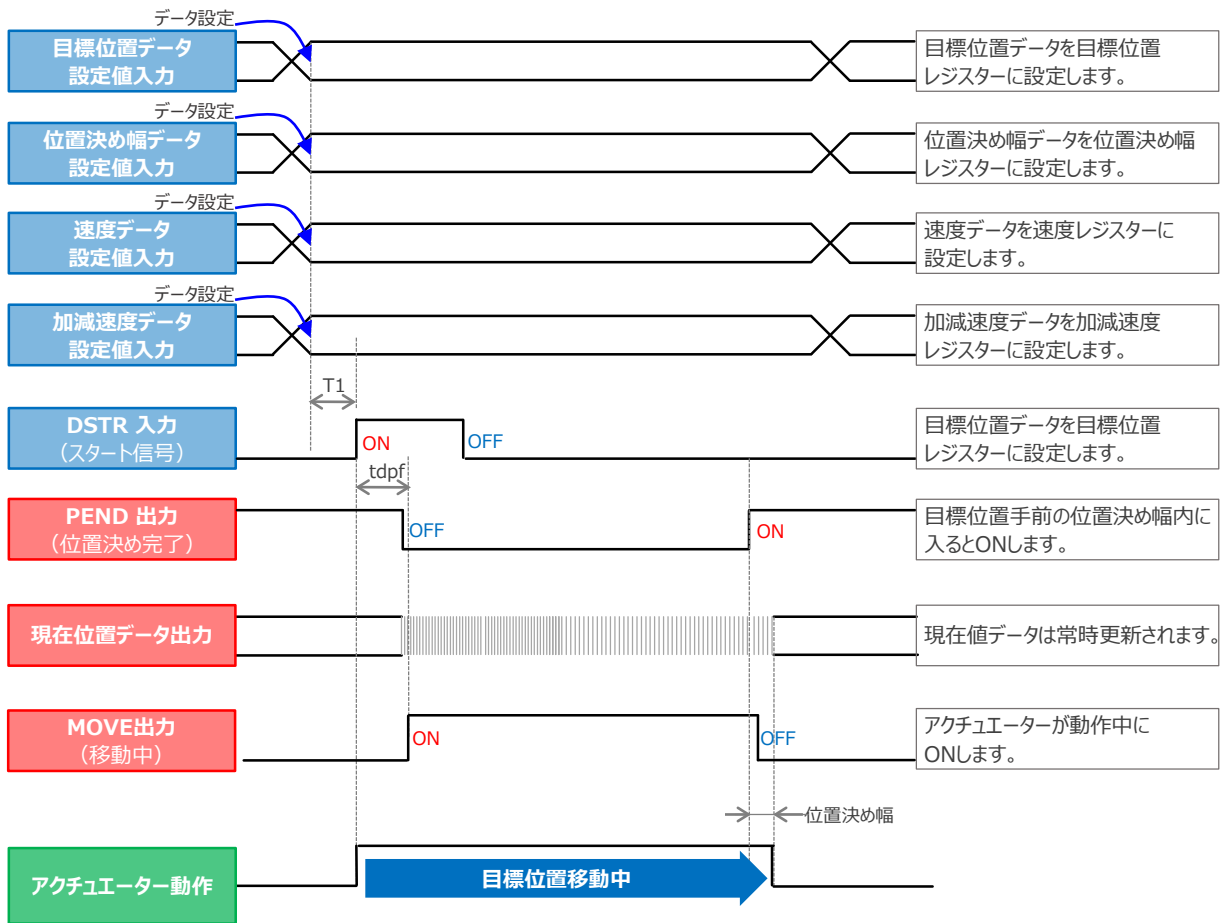 データ設定
目標位置データ
設定値入力
目標位置データを目標位置
レジスターに設定します。
データ設定
位置決め幅データ
設定値入力
位置決め幅データを位置決め幅
レジスターに設定します。
データ設定
速度データ
設定値入力
速度データを速度レジスターに
設定します。
データ設定
加減速度データ
設定値入力
加減速度データを加減速度
レジスターに設定します。
T1
DSTR 入力
（スタート信号）
ON
OFF
目標位置データを目標位置
レジスターに設定します。
tdpf
PEND 出力
（位置決め完了）
OFF
ON
目標位置手前の位置決め幅内に
入るとONします。
現在位置データ出力
現在値データは常時更新されます。
MOVE出力
（移動中）
ON
OFF
アクチュエーターが動作中に
ONします。
位置決め幅
アクチュエーター動作
目標位置移動中